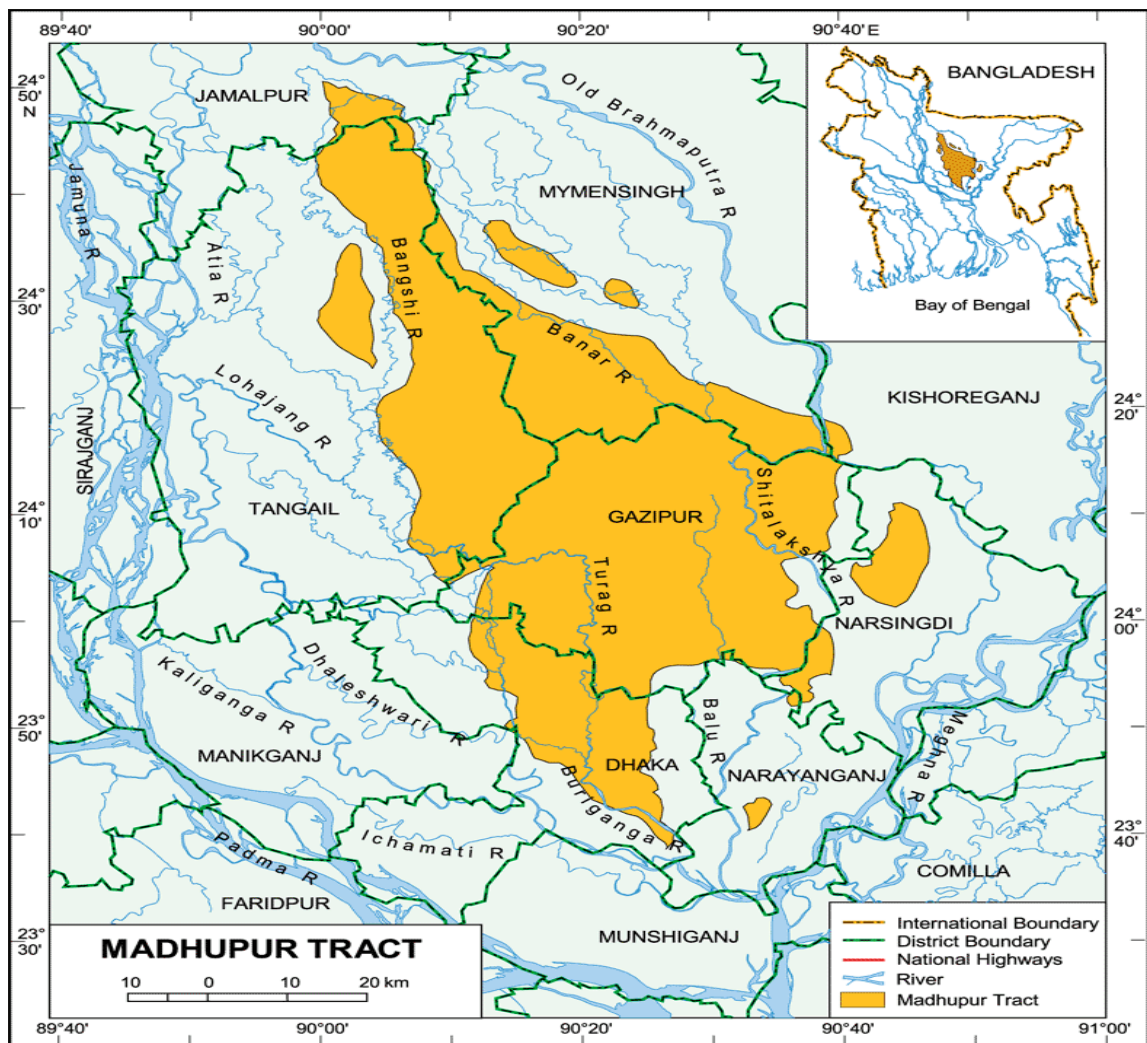 89°40'
90°00'
90°20'
90°40' E
24°
50'
N
24°
30'
24°
10'
23°
50'
23°
30'
24°
20'
24°
00'
23°
40'
BANGLADESH
Bay of Bengal
JAMALPUR
Old Brahmaputra R
MYMENSINGH
Jamuna R
Atia R
Bangshi R
Banar R
Lohajang R
KISHOREGANJ
SIRAJGANJ
TANGAIL
GAZIPUR
Shitalakshya R
Turag R
NARSINGDI
Kaliganga R
Dhaleshwari R
Balu R
Meghna R
MANIKGANJ
DHAKA
NARAYANGANJ
Buriganga R
Ichamati R
Padma R
COMILLA
FARIDPUR
MUNSHIGANJ
MADHUPUR TRACT
10 0 10 20 km
International Boundary
District Boundary
National Highways
River
Madhupur Tract
89°40'
90°00'
90°20'
90°40'
91°00'